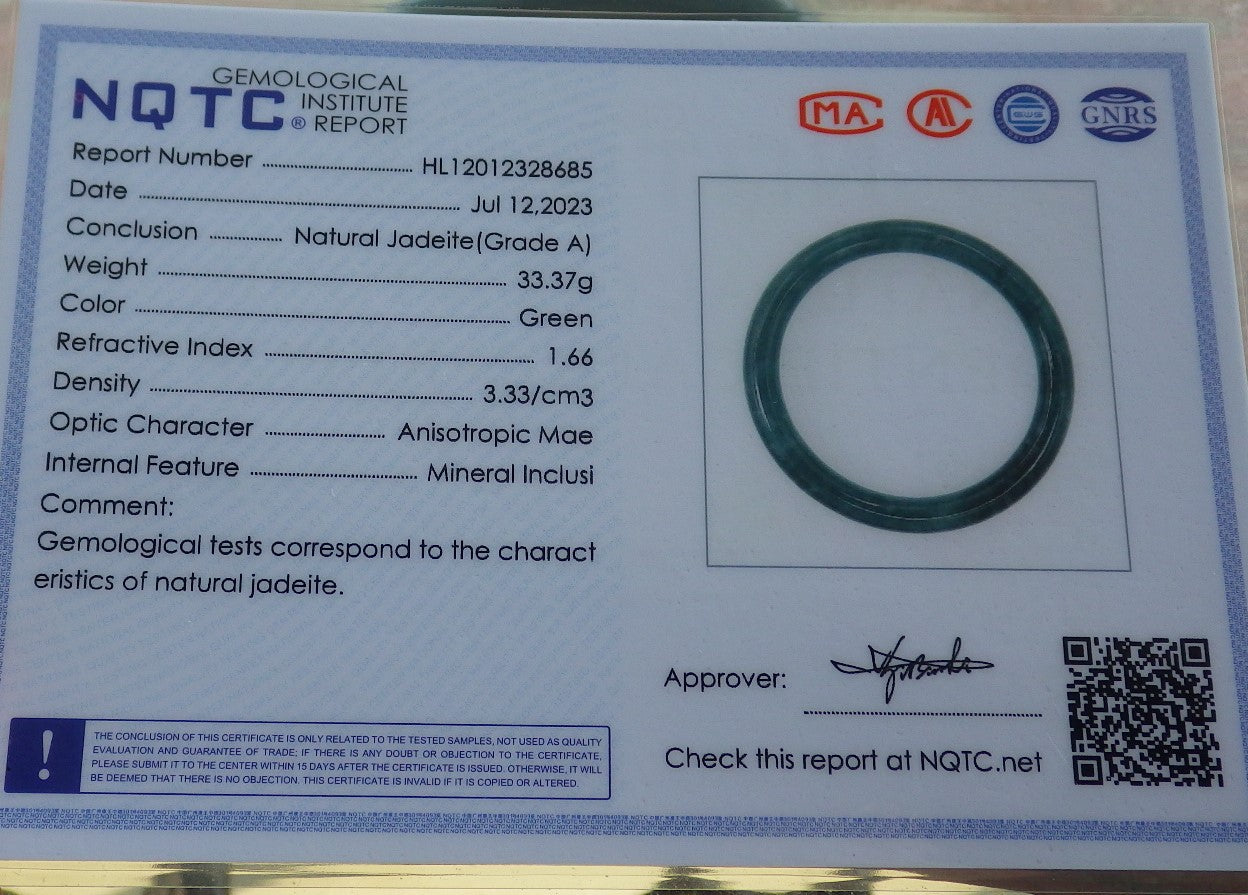 NQTC® GEMOLOGICAL
INSTITUTE
REPORT
Report Number HL12012328685
Date Jul 12,2023
Conclusion Natural Jadeite(Grade A)
Weight 33.37g
Color Green
Refractive Index 1.66
Density 3.33/cm3
Optic Character Anisotropic Mae
Internal Feature Mineral Inclusi
Comment:
Gemological tests correspond to the charact
eristics of natural jadeite.
!
THE CONCLUSION OF THIS CERTIFICATE IS ONLY RELATED TO THE TESTED SAMPLES, NOT USED AS QUALITY
EVALUATION AND GUARANTEE OF TRADE; IF THERE IS ANY DOUBT OR OBJECTION TO THE CERTIFICATE,
PLEASE SUBMIT IT TO THE CENTER WITHIN 15 DAYS AFTER THE CERTIFICATE IS ISSUED. OTHERWISE, IT WILL
BE DEEMED THAT THERE IS NO OBJECTION. THIS CERTIFICATE IS INVALID IF IT IS COPIED OR ALTERED.
MA
GNRS
Approver:
Check this report at NQTC.net